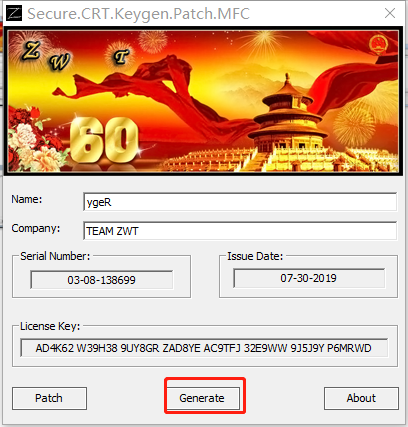 Secure.CRT.Keygen.Patch.MFC
Z W T
60
Name:
ygeR
Company:
TEAM ZWT
Serial Number:
03-08-138699
Issue Date:
07-30-2019
License Key:
AD4K62 W39H38 9UY8GR ZAD8YE AC9TFJ 32E9WW 9J5J9Y P6MRWD
Patch
Generate
About